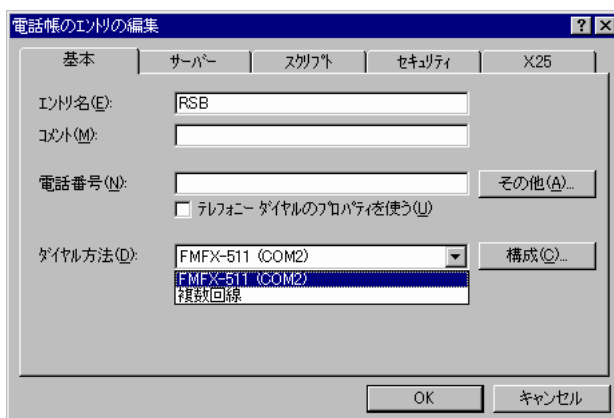 電話帳のエントリの編集
基本 サーバー スクリプト セキュリティ X.25
エントリ名(E): RSB
コメント(M):
電話番号(N): その他(A)...
テレフォニー ダイヤルのプロパティを使う(U)
ダイヤル方法(D): FMFX-511 (COM2) 構成(C)...
FMFX-511 (COM2)
複数回線
OK キャンセル